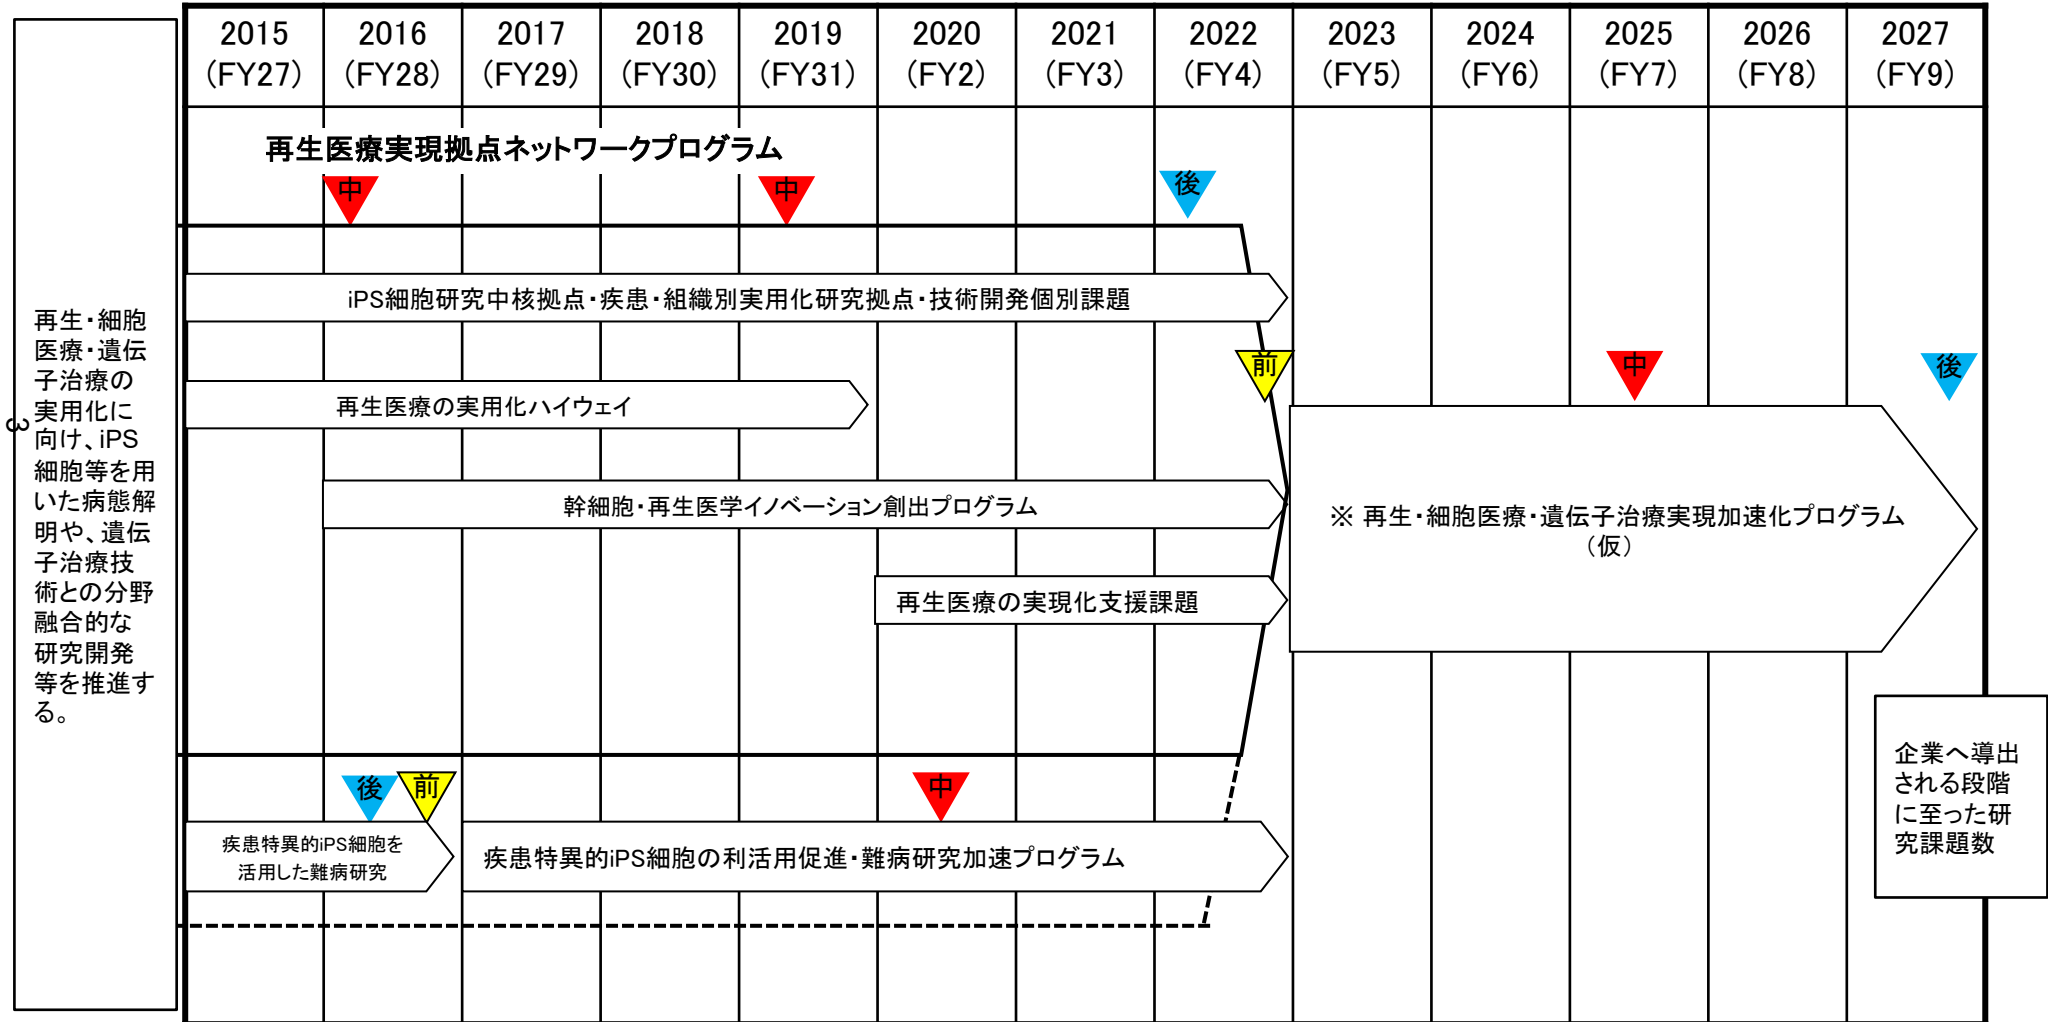 2015
(FY27)
2016
(FY28)
2017
(FY29)
2018
(FY30)
2019
(FY31)
2020
(FY2)
2021
(FY3)
2022
(FY4)
2023
(FY5)
2024
(FY6)
2025
(FY7)
2026
(FY8)
2027
(FY9)
3
再生・細胞
医療・遺伝
子治療の
実用化に
向け、iPS
細胞等を用
いた病態解
明や、遺伝
子治療技
術との分野
融合的な
研究開発
等を推進す
る。
再生医療実現拠点ネットワークプログラム
中
中
後
iPS細胞研究中核拠点・疾患・組織別実用化研究拠点・技術開発個別課題
前
中
後
再生医療の実用化ハイウェイ
幹細胞・再生医学イノベーション創出プログラム
※ 再生・細胞医療・遺伝子治療実現加速化プログラム
（仮）
再生医療の実現化支援課題
後
前
中
疾患特異的iPS細胞を
活用した難病研究
疾患特異的iPS細胞の利活用促進・難病研究加速プログラム
企業へ導出
される段階
に至った研
究課題数